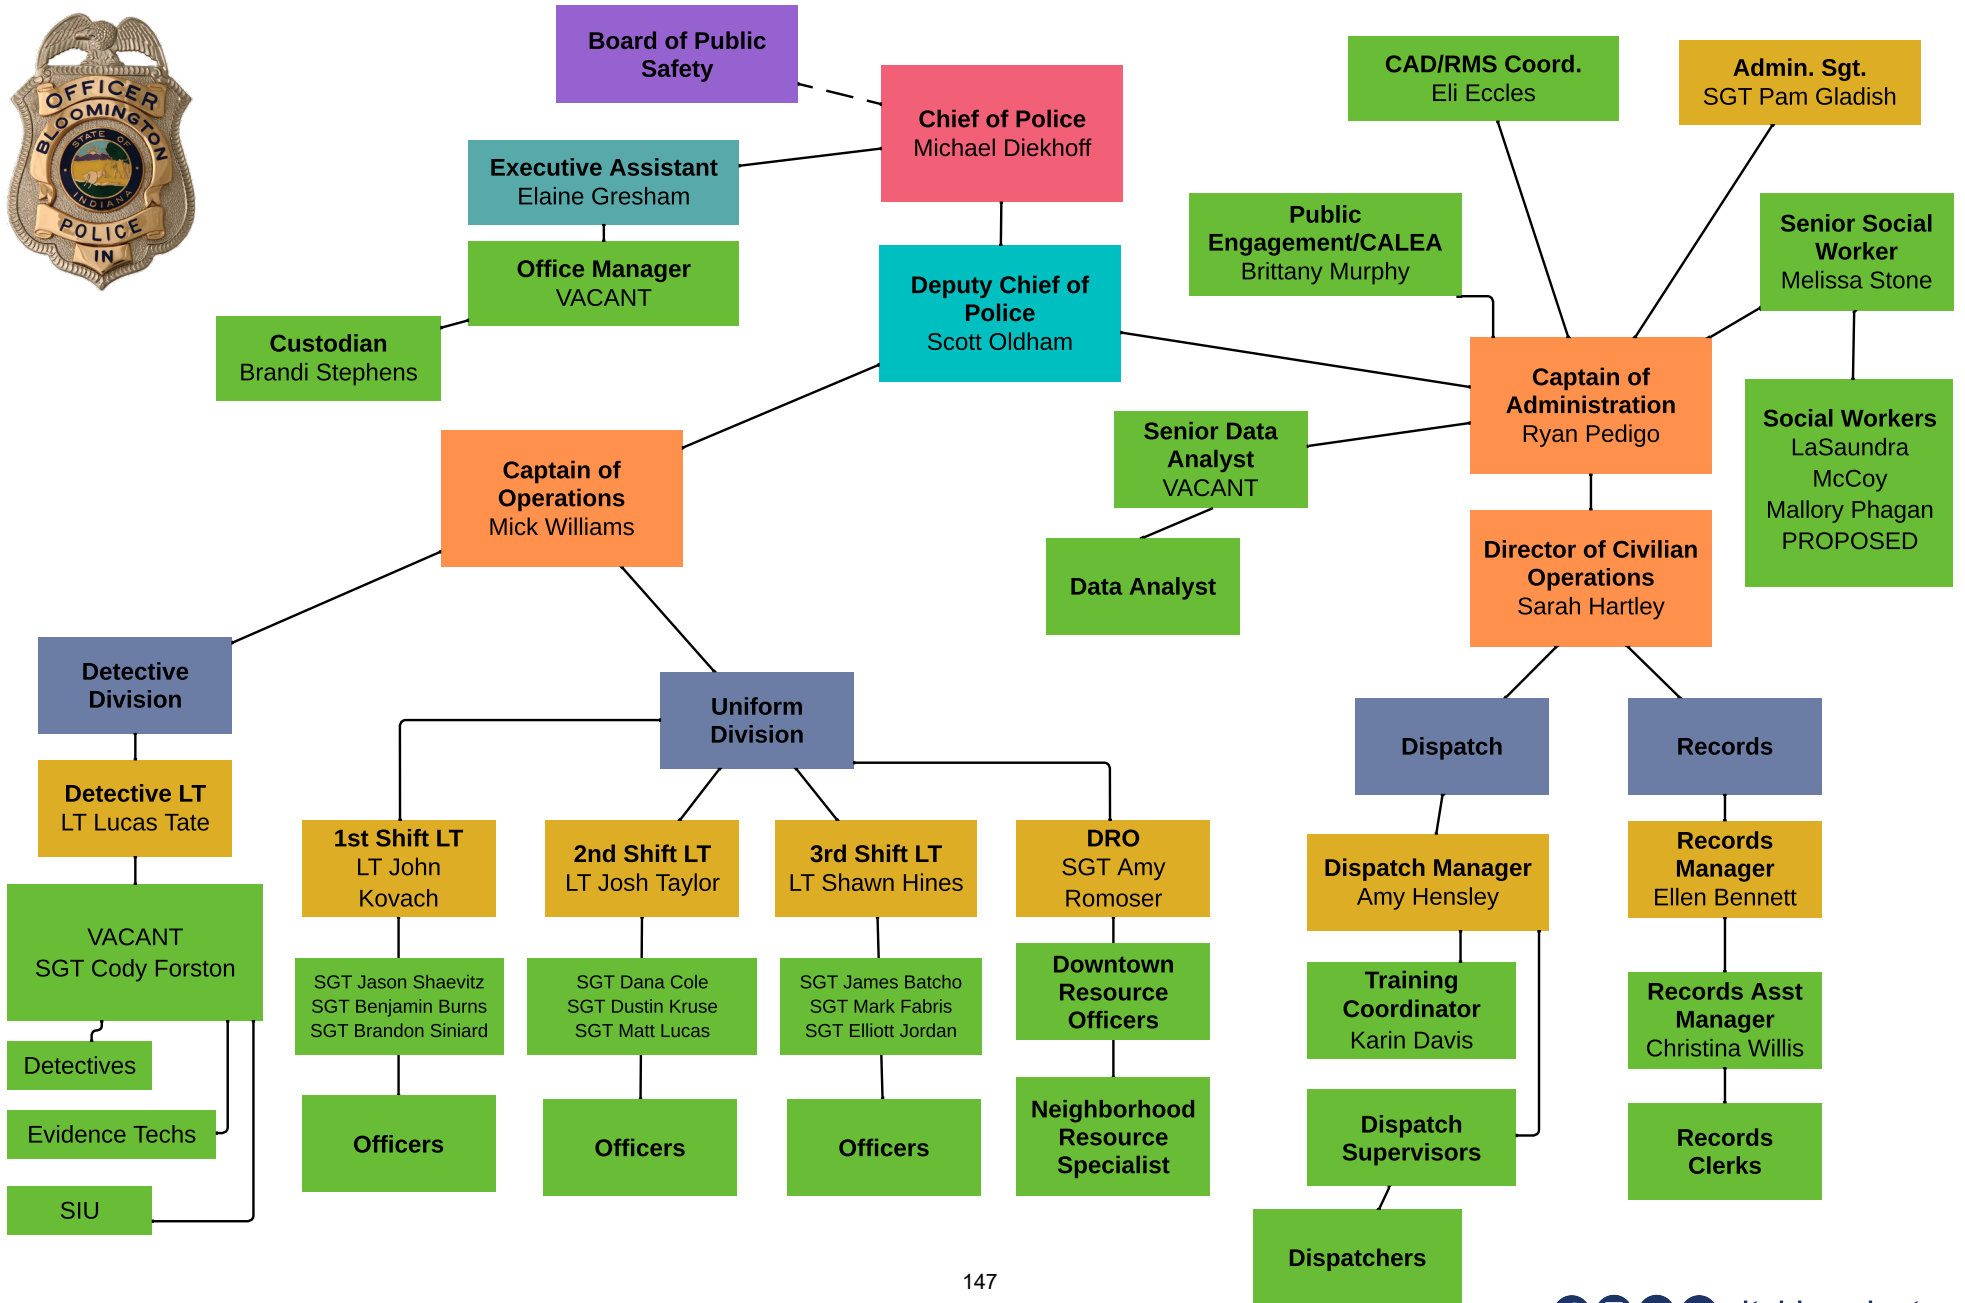 OFFICER
BLOOMINGTON
STATE OF
INDIANA
POLICE
IN
Board of Public
Safety
Chief of Police
Michael Diekhoff
Executive Assistant
Elaine Gresham
Office Manager
VACANT
Custodian
Brandi Stephens
Deputy Chief of
Police
Scott Oldham
CAD/RMS Coord.
Eli Eccles
Admin. Sgt.
SGT Pam Gladish
Public
Engagement/CALEA
Brittany Murphy
Senior Social
Worker
Melissa Stone
Captain of
Administration
Ryan Pedigo
Social Workers
LaSaundra
McCoy
Mallory Phagan
PROPOSED
Senior Data
Analyst
VACANT
Data Analyst
Captain of
Operations
Mick Williams
Director of Civilian
Operations
Sarah Hartley
Detective
Division
Uniform
Division
Dispatch
Records
Detective LT
LT Lucas Tate
1st Shift LT
LT John
Kovach
2nd Shift LT
LT Josh Taylor
3rd Shift LT
LT Shawn Hines
DRO
SGT Amy
Romoser
Dispatch Manager
Amy Hensley
Records
Manager
Ellen Bennett
VACANT
SGT Cody Forston
SGT Jason Shaevitz
SGT Benjamin Burns
SGT Brandon Siniard
SGT Dana Cole
SGT Dustin Kruse
SGT Matt Lucas
SGT James Batcho
SGT Mark Fabris
SGT Elliott Jordan
Downtown
Resource
Officers
Training
Coordinator
Karin Davis
Records Asst
Manager
Christina Willis
Detectives
Evidence Techs
SIU
Officers
Officers
Officers
Neighborhood
Resource
Specialist
Dispatch
Supervisors
Records
Clerks
Dispatchers
147